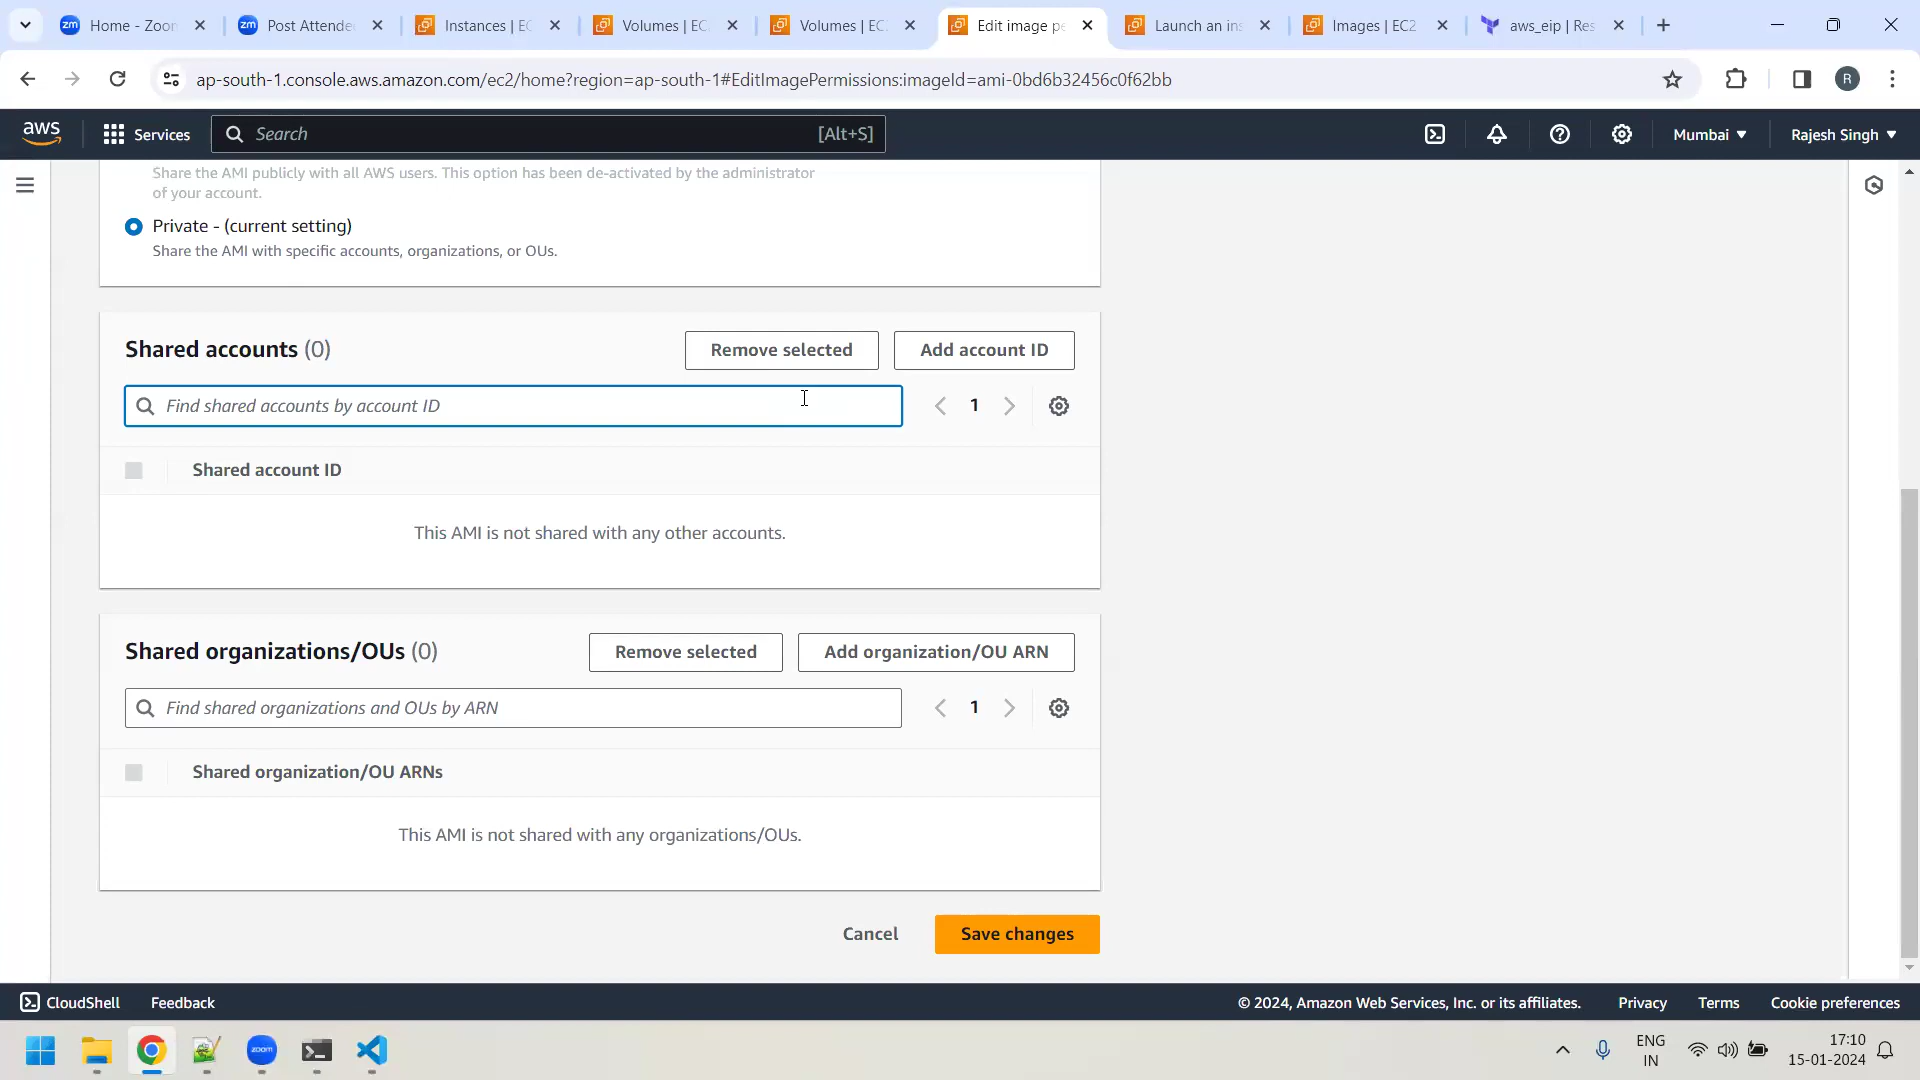 Home - Zoo
Post Attende
Instances | EC
Volumes | EC
Volumes | EC
Edit image pe
Launch an ins
Images | EC2
aws_eip | Res
ap-south-1.console.aws.amazon.com/ec2/home?region=ap-south-1#EditImagePermissions:imageId=ami-0bd6b32456c0f62bb
R
aws
Services
Search
[Alt+S]
Mumbai
Rajesh Singh
Share the AMI publicly with all AWS users. This option has been de-activated by the administrator
of your account.
Private - (current setting)
Share the AMI with specific accounts, organizations, or OUs.
Shared accounts (0)
Remove selected
Add account ID
Find shared accounts by account ID
1
Shared account ID
This AMI is not shared with any other accounts.
Shared organizations/OUs (0)
Remove selected
Add organization/OU ARN
Find shared organizations and OUs by ARN
1
Shared organization/OU ARNs
This AMI is not shared with any organizations/OUs.
Cancel
Save changes
CloudShell
Feedback
© 2024, Amazon Web Services, Inc. or its affiliates.
Privacy
Terms
Cookie preferences
zoom
ENG
IN
17:10
15-01-2024